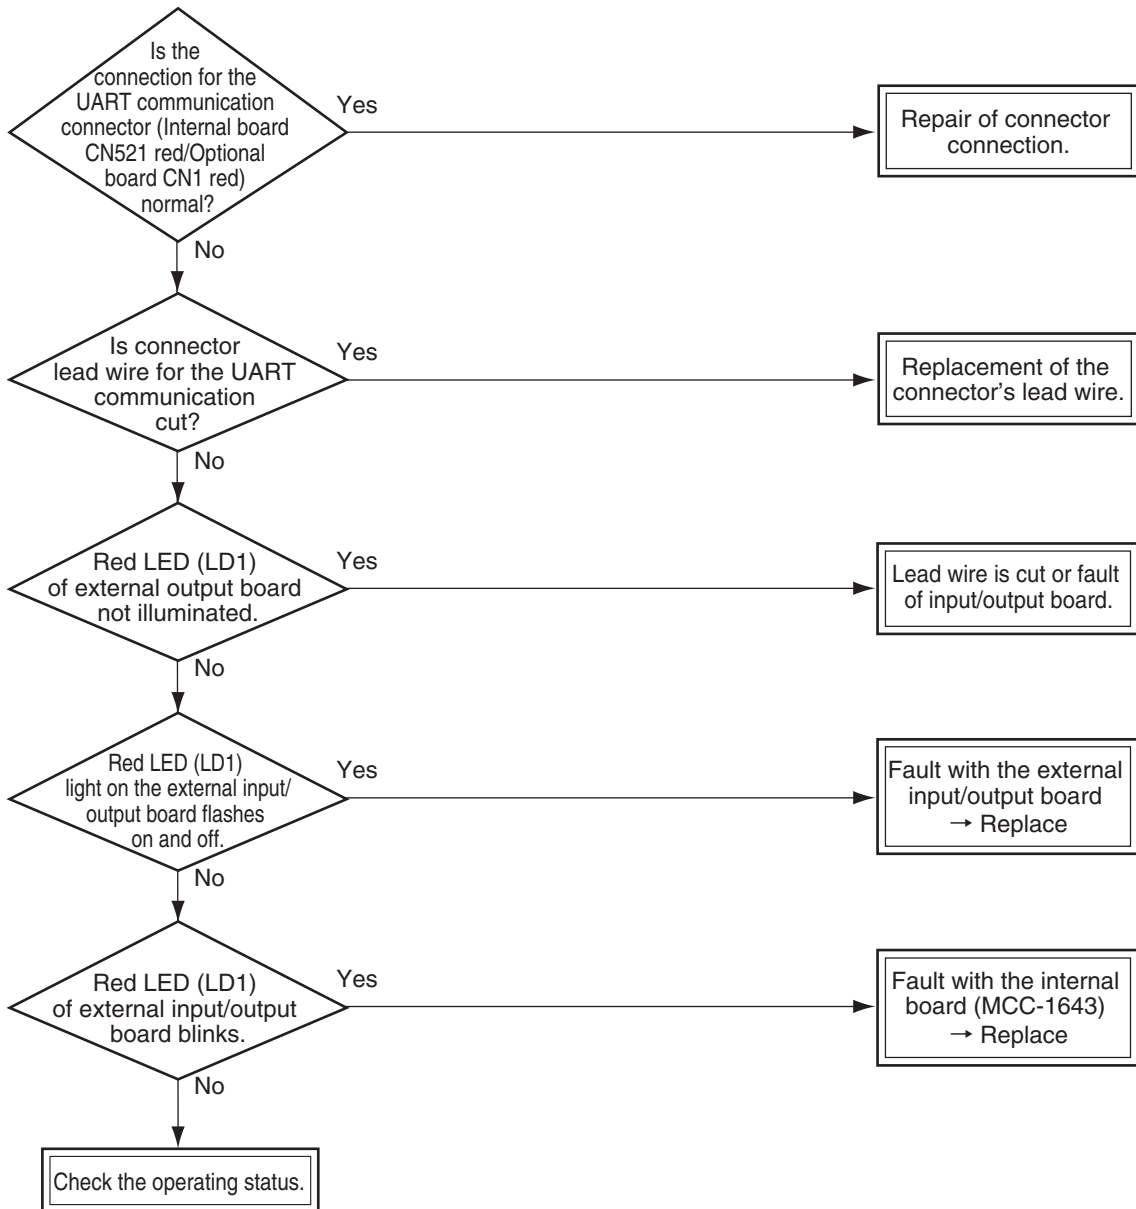 Is the
connection for the
UART communication
connector (Internal board
CN521 red/Optional
board CN1 red)
normal?
Yes
Repair of connector
connection.
No
Is connector
lead wire for the UART
communication
cut?
Yes
Replacement of the
connector’s lead wire.
No
Red LED (LD1)
of external output board
not illuminated.
Yes
Lead wire is cut or fault
of input/output board.
No
Red LED (LD1)
light on the external input/
output board flashes
on and off.
Yes
Fault with the external
input/output board
→ Replace
No
Red LED (LD1)
of external input/output
board blinks.
Yes
Fault with the internal
board (MCC-1643)
→ Replace
No
Check the operating status.